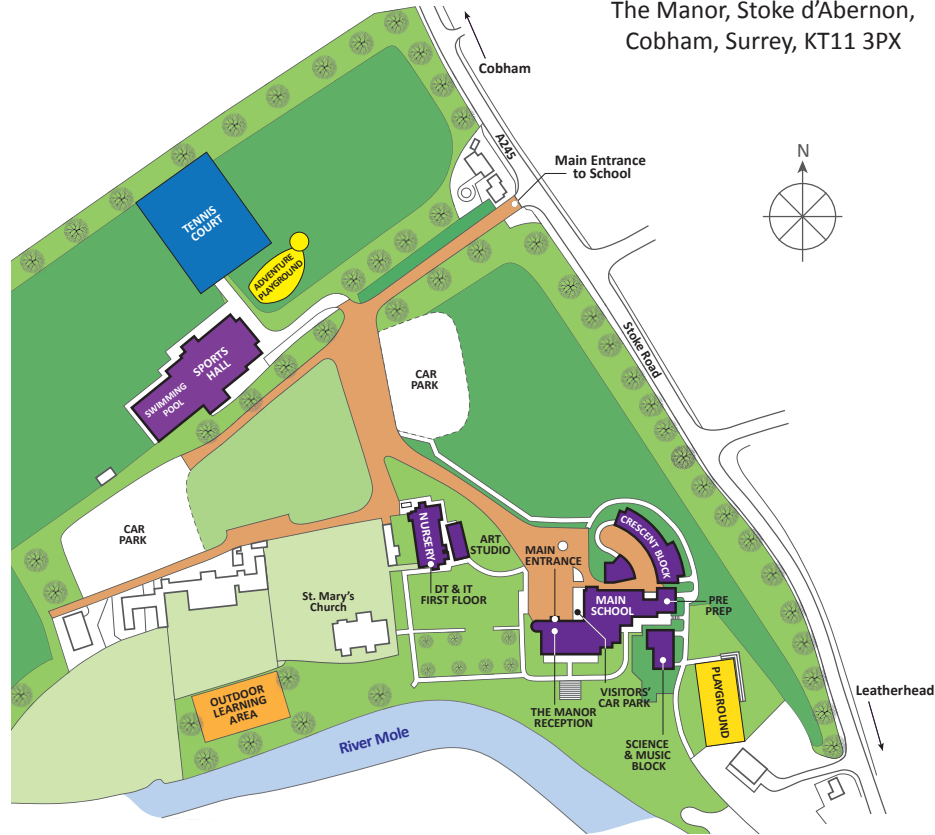 The Manor, Stoke d'Abernon,
Cobham, Surrey, KT11 3PX
Cobham
A245
Main Entrance
to School
N
TENNIS
COURT
ADVENTURE
PLAYGROUND
SPORTS
HALL
SWIMMING
POOL
CAR
PARK
Stoke Road
CAR
PARK
NURSERY
ART
STUDIO
CRESCENT BLOCK
MAIN
ENTRANCE
DT & IT
FIRST FLOOR
St. Mary's
Church
MAIN
SCHOOL
PRE
PREP
OUTDOOR
LEARNING
AREA
THE MANOR
RECEPTION
VISITORS'
CAR PARK
PLAYGROUND
Leatherhead
River Mole
SCIENCE
& MUSIC
BLOCK